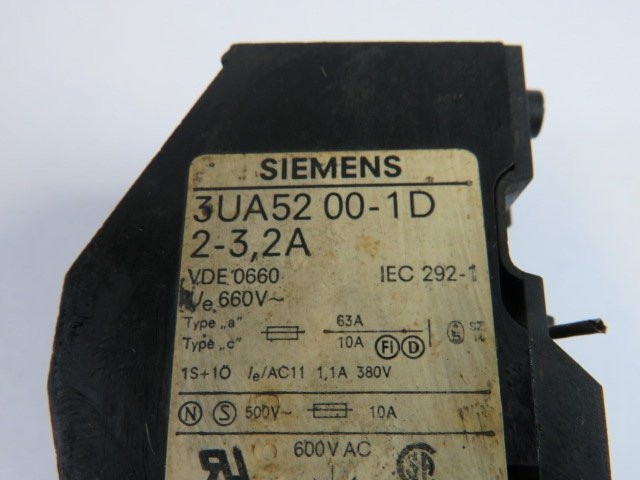 SIEMENS
3UA52 00-1D
2-3,2A
VDE 0660 IEC 292-1
Ue 660V~
Type „a" 63A
Type „c" 10A FI D
1S+1Ö Ie/AC11 1,1A 380V
N S 500V~ 10A
600V AC